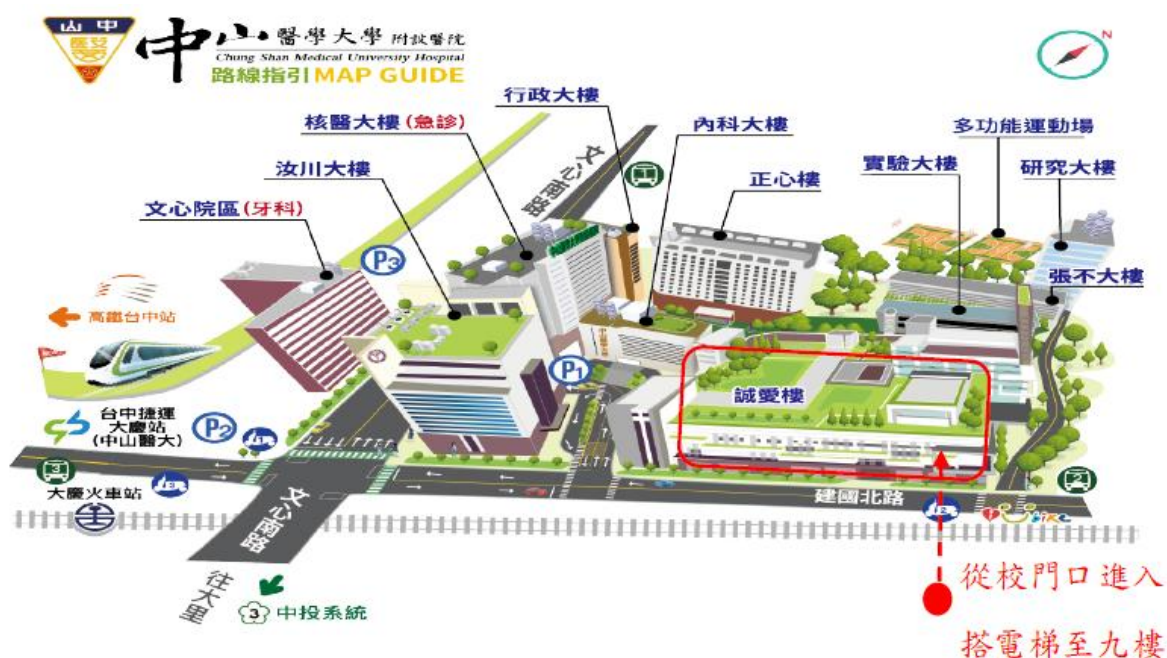 山中
醫
中山醫學大學 附設醫院
Chung Shan Medical University Hospital
路線指引 MAP GUIDE
N
行政大樓
核醫大樓(急診)
內科大樓
多功能運動場
汝川大樓
文心南路
1
正心樓
實驗大樓
研究大樓
文心院區(牙科)
P3
張不大樓
高鐵台中站
P1
誠愛樓
台中捷運
大慶站
(中山醫大)
P2
3
大慶火車站
2
建國北路
文心南路
往大里
3 中投系統
從校門口進入
搭電梯至九樓